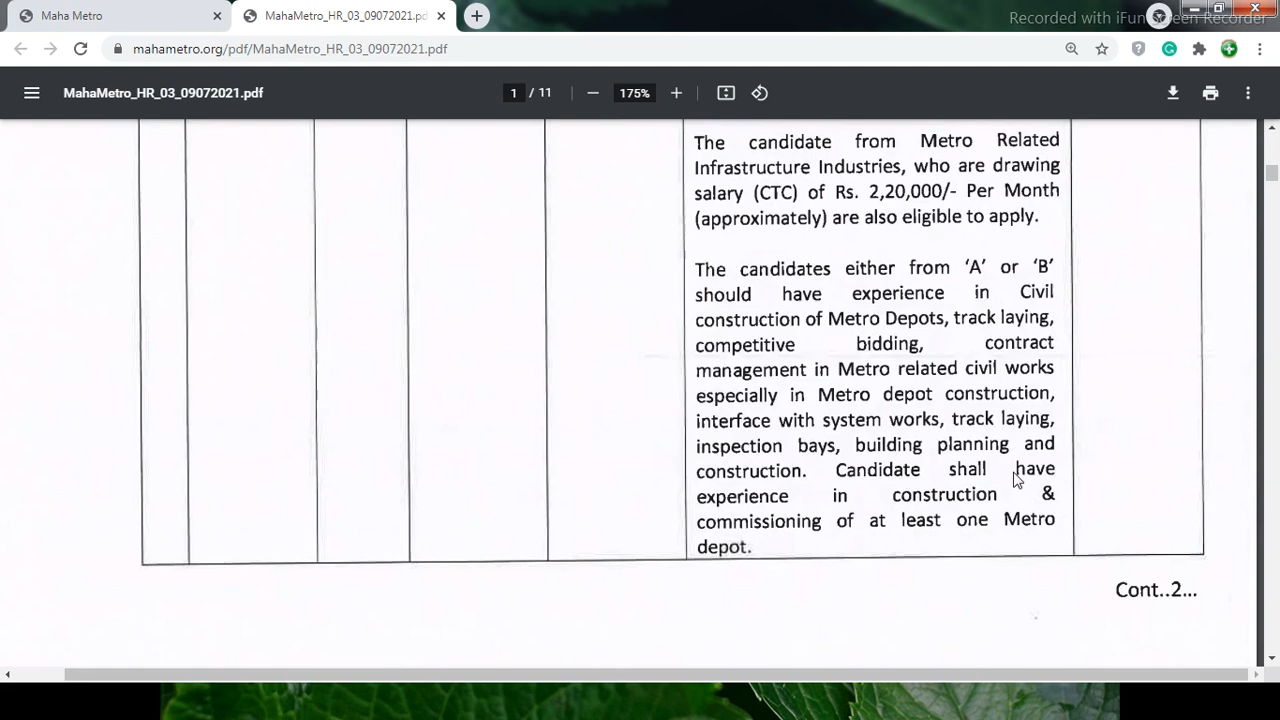 Maha Metro
MahaMetro_HR_03_09072021.pdf
Recorded with iFun Screen Recorder
mahametro.org/pdf/MahaMetro_HR_03_09072021.pdf
MahaMetro_HR_03_09072021.pdf
1 / 11
175%
The candidate from Metro Related
Infrastructure Industries, who are drawing
salary (CTC) of Rs. 2,20,000/- Per Month
(approximately) are also eligible to apply.
The candidates either from ‘A’ or ‘B’
should have experience in Civil
construction of Metro Depots, track laying,
competitive bidding, contract
management in Metro related civil works
especially in Metro depot construction,
interface with system works, track laying,
inspection bays, building planning and
construction. Candidate shall have
experience in construction &
commissioning of at least one Metro
depot.
Cont..2...